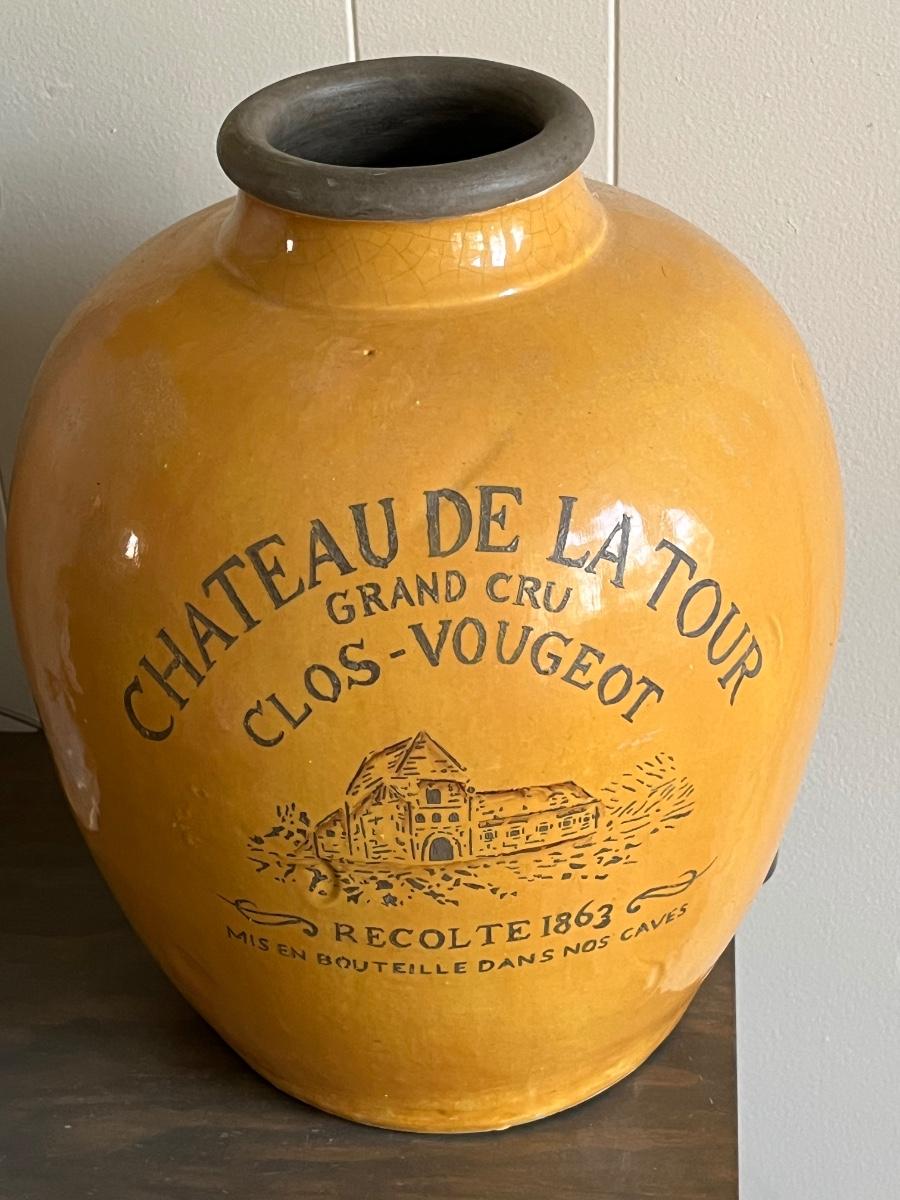 CHATEAU DE LA TOUR
GRAND CRU
CLOS-VOUGEOT
RECOLTE 1863
MIS EN BOUTEILLE DANS NOS CAVES